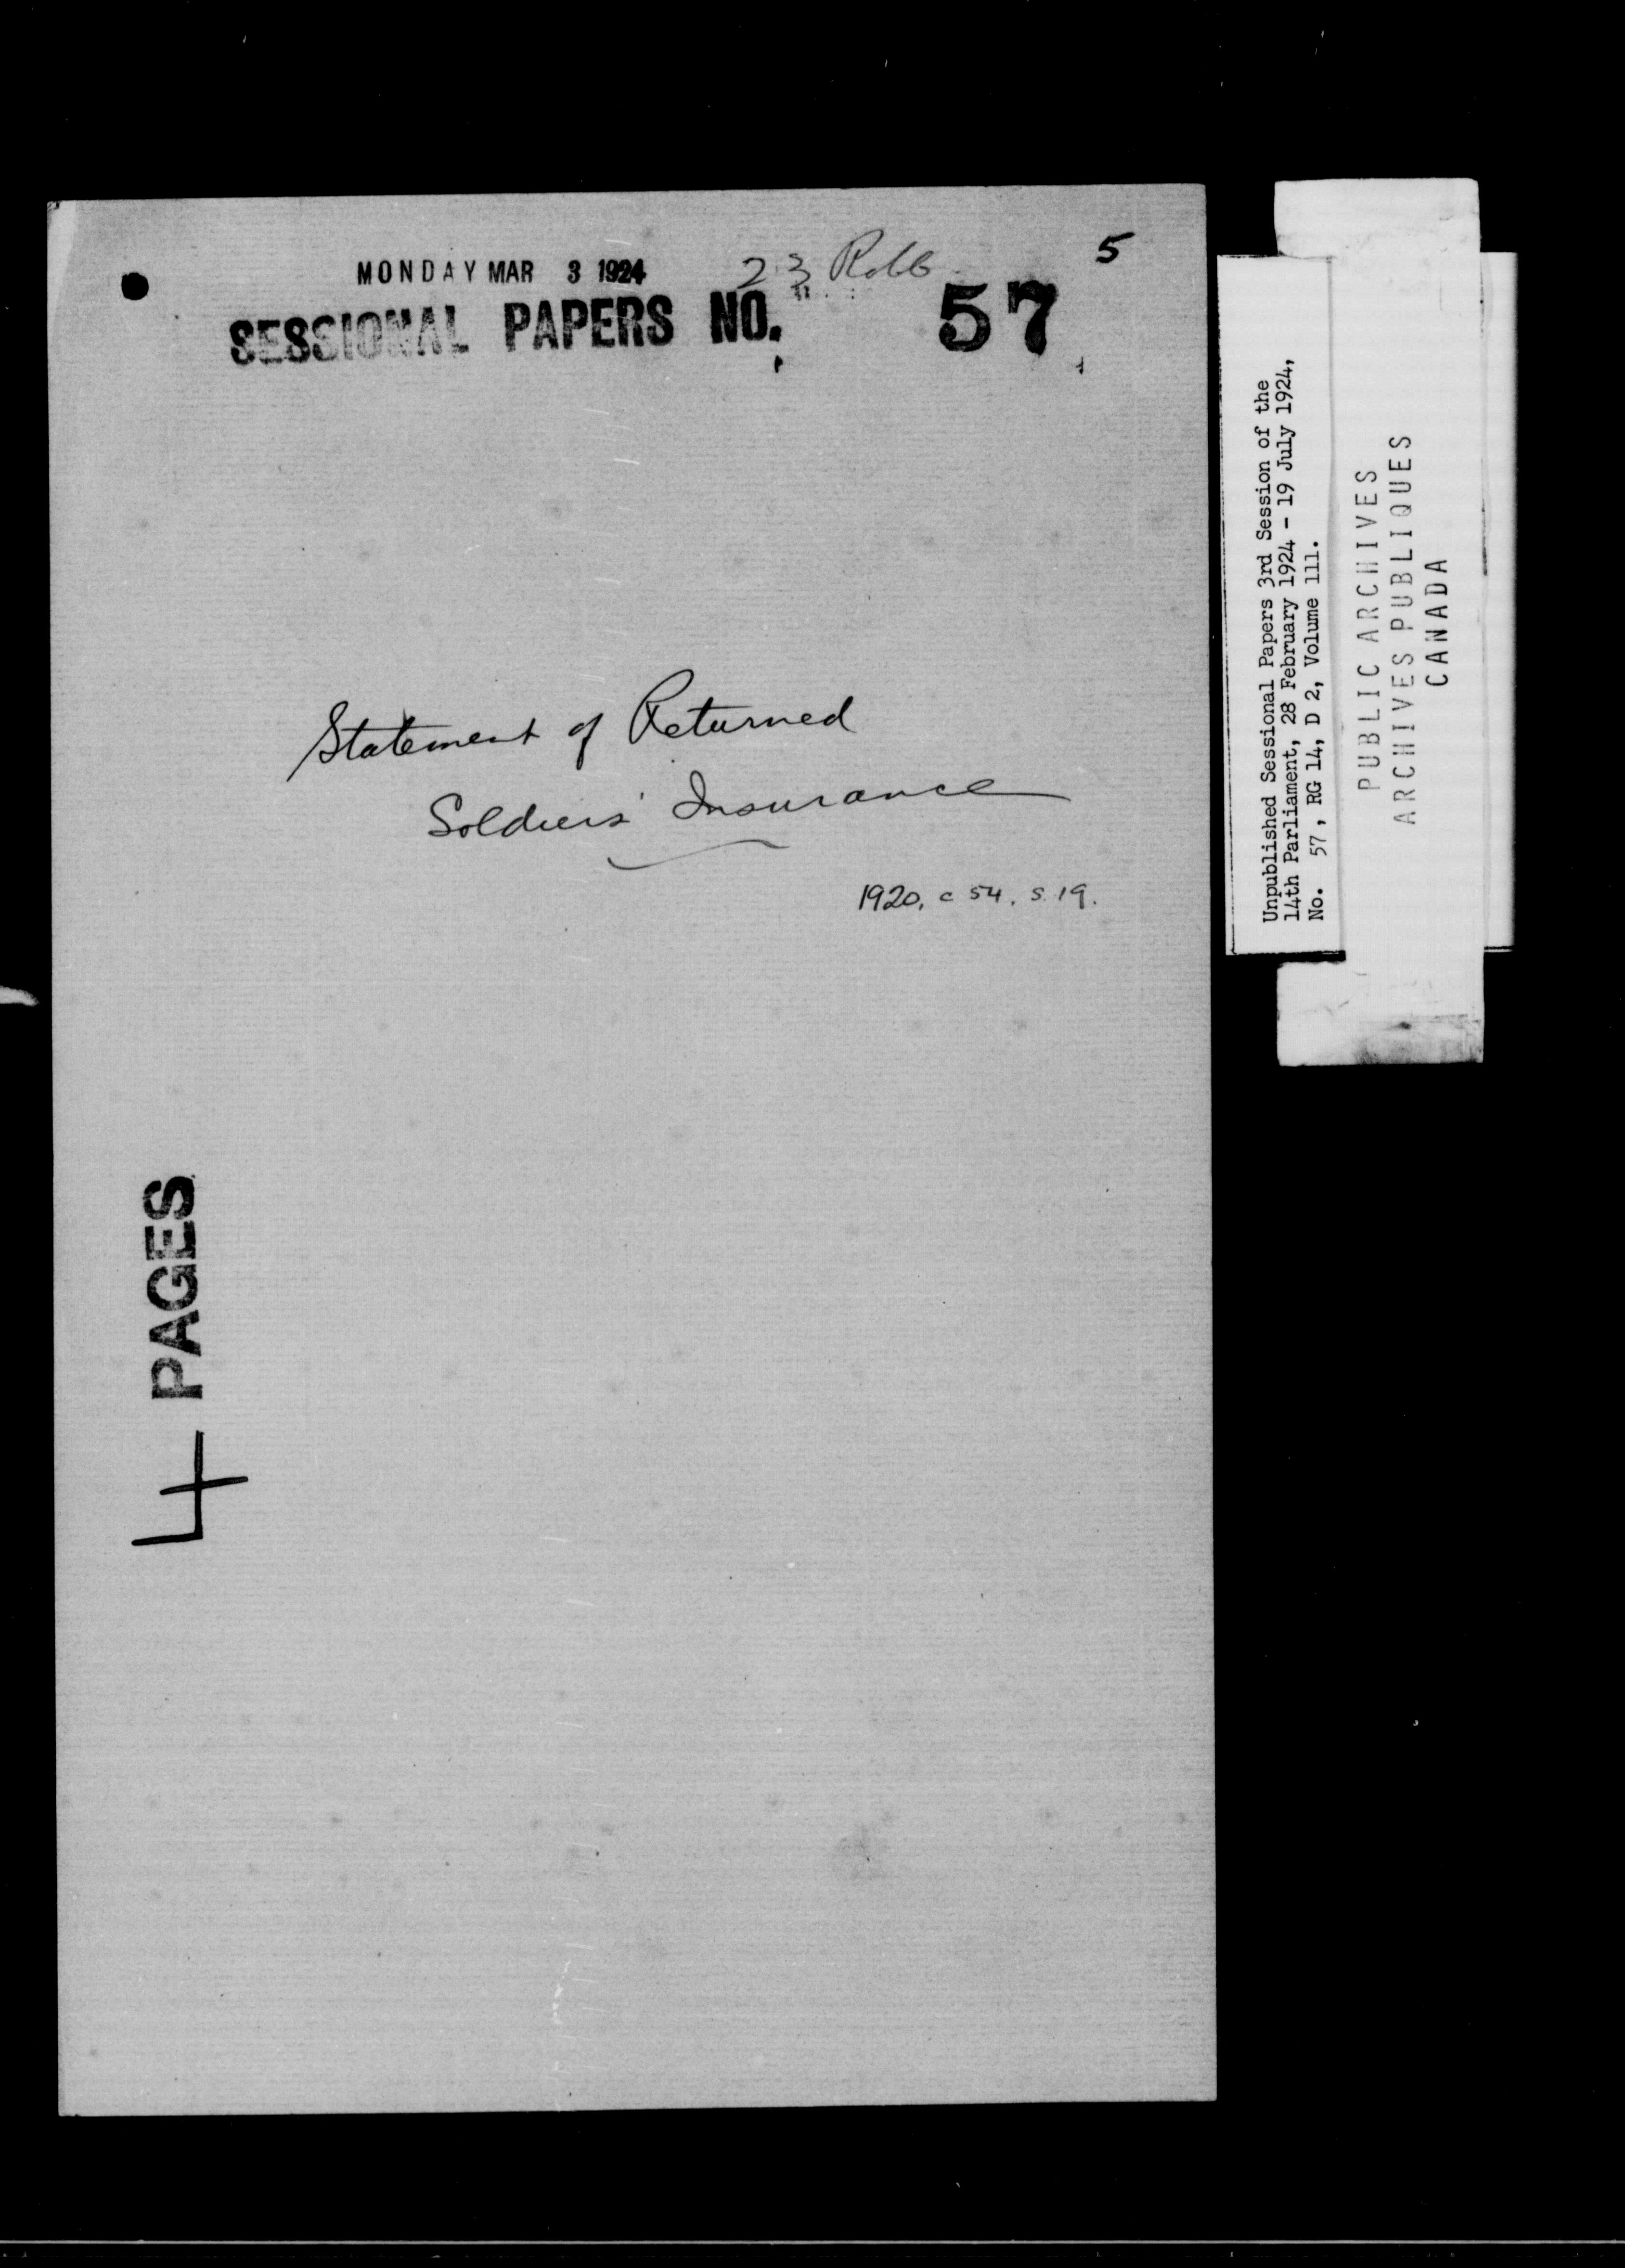 5
MONDAY MAR 3 1924
23 Robb
SESSIONAL PAPERS NO. 57
Statement of Returned
Soldiers' Insurance
1920, c 54. s. 19.
4 PAGES
Unpublished Sessional Papers 3rd Session of the
14th Parliament, 28 February 1924 - 19 July 1924,
No. 57, RG 14, D 2, Volume 111.
PUBLIC ARCHIVES
ARCHIVES PUBLIQUES
CANADA